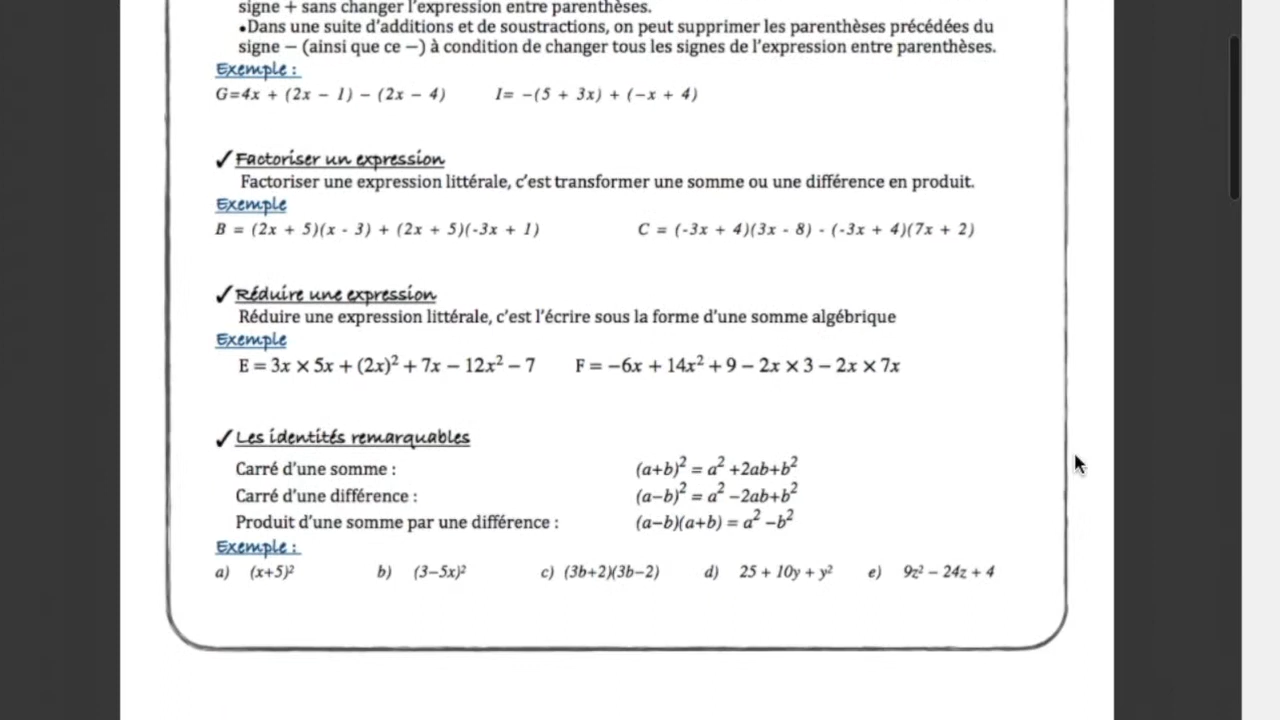 signe + sans changer l'expression entre parenthèses.
•Dans une suite d'additions et de soustractions, on peut supprimer les parenthèses précédées du
signe − (ainsi que ce −) à condition de changer tous les signes de l'expression entre parenthèses.
Exemple :
G=4x + (2x − 1) − (2x − 4) I= −(5 + 3x) + (−x + 4)
✓Factoriser un expression
Factoriser une expression littérale, c'est transformer une somme ou une différence en produit.
Exemple
B = (2x + 5)(x - 3) + (2x + 5)(-3x + 1) C = (-3x + 4)(3x - 8) - (-3x + 4)(7x + 2)
✓Réduire une expression
Réduire une expression littérale, c'est l'écrire sous la forme d'une somme algébrique
Exemple
E = 3x × 5x + (2x)² + 7x − 12x² − 7 F = −6x + 14x² + 9 − 2x × 3 − 2x × 7x
✓Les identités remarquables
Carré d'une somme : (a+b)² = a² +2ab+b²
Carré d'une différence : (a−b)² = a² −2ab+b²
Produit d'une somme par une différence : (a−b)(a+b) = a² −b²
Exemple :
a) (x+5)² b) (3−5x)² c) (3b+2)(3b−2) d) 25 + 10y + y² e) 9z² − 24z + 4